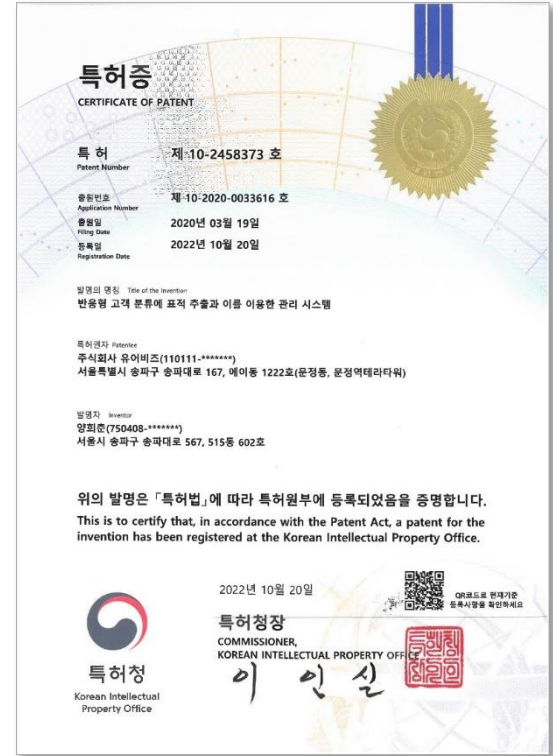 특허증
CERTIFICATE OF PATENT
특 허
Patent Number
제 10-2458373 호
출원번호
Application Number
제 10-2020-0033616 호
출원일
Filing Date
2020년 03월 19일
등록일
Registration Date
2022년 10월 20일
발명의 명칭 Title of the Invention
반응형 고객 분류에 표적 추출과 이를 이용한 관리 시스템
특허권자 Patentee
주식회사 유어비즈(110111-*******)
서울특별시 송파구 송파대로 167, 에이동 1222호(문정동, 문정역테라타워)
발명자 Inventor
양희춘(750408-*******)
서울시 송파구 송파대로 567, 515동 602호
위의 발명은 「특허법」에 따라 특허원부에 등록되었음을 증명합니다.
This is to certify that, in accordance with the Patent Act, a patent for the
invention has been registered at the Korean Intellectual Property Office.
2022년 10월 20일
QR코드로 현재기준
등록사항을 확인하세요
특허청장
COMMISSIONER,
KOREAN INTELLECTUAL PROPERTY OFFICE
이 인 실
특허청
Korean Intellectual
Property Office